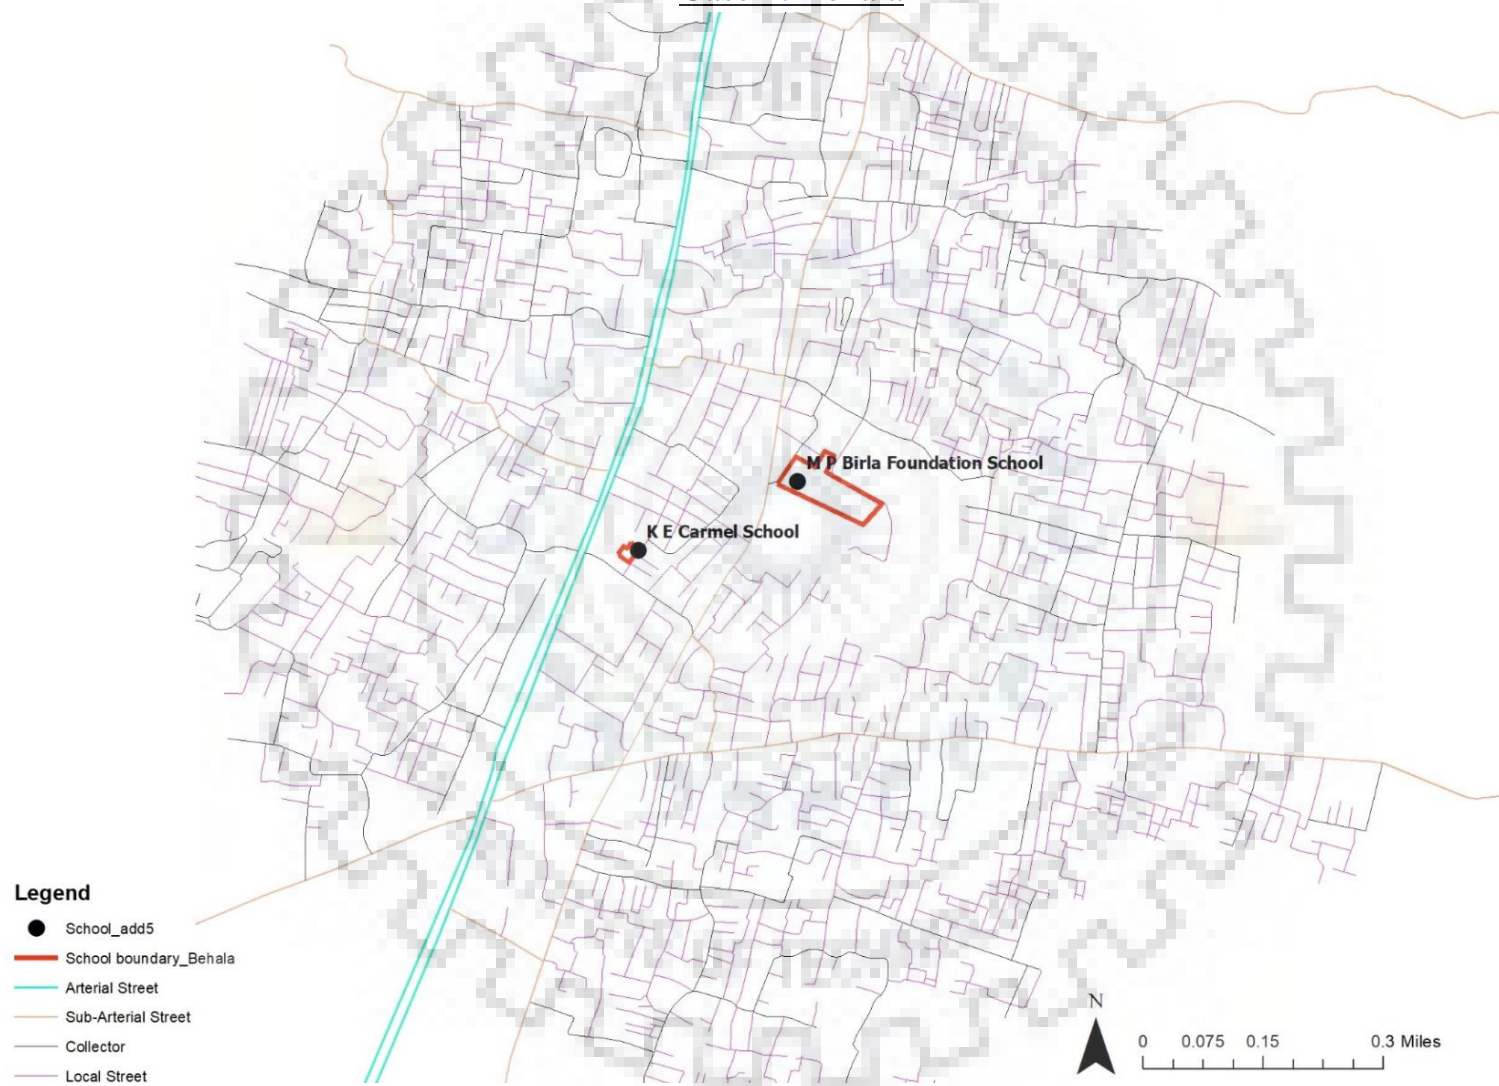 M P Birla Foundation School
K E Carmel School
Legend
School_add5
School boundary_Behala
Arterial Street
Sub-Arterial Street
Collector
Local Street
N
0 0.075 0.15 0.3 Miles